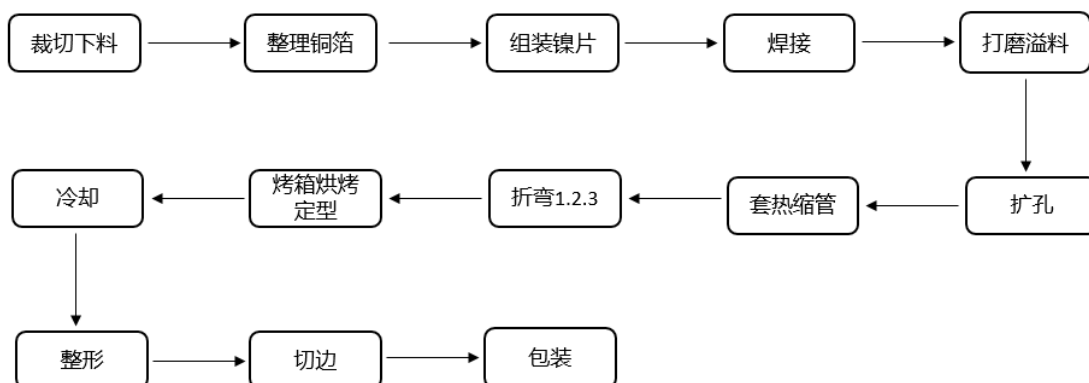 裁切下料
整理铜箔
组装镍片
焊接
打磨溢料
扩孔
套热缩管
折弯1.2.3
烤箱烘烤
定型
冷却
整形
切边
包装